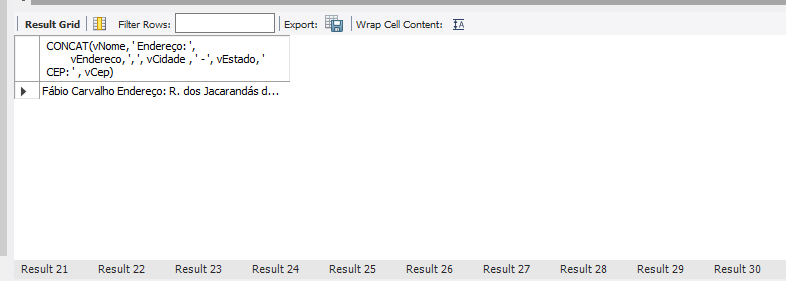 Result Grid Filter Rows: Export: Wrap Cell Content:
CONCAT(vNome, ' Endereço: ',
vEndereco, ', ', vCidade , ' - ', vEstado, '
CEP: ' , vCep)
Fábio Carvalho Endereço: R. dos Jacarandás d...
Result 21 Result 22 Result 23 Result 24 Result 25 Result 26 Result 27 Result 28 Result 29 Result 30